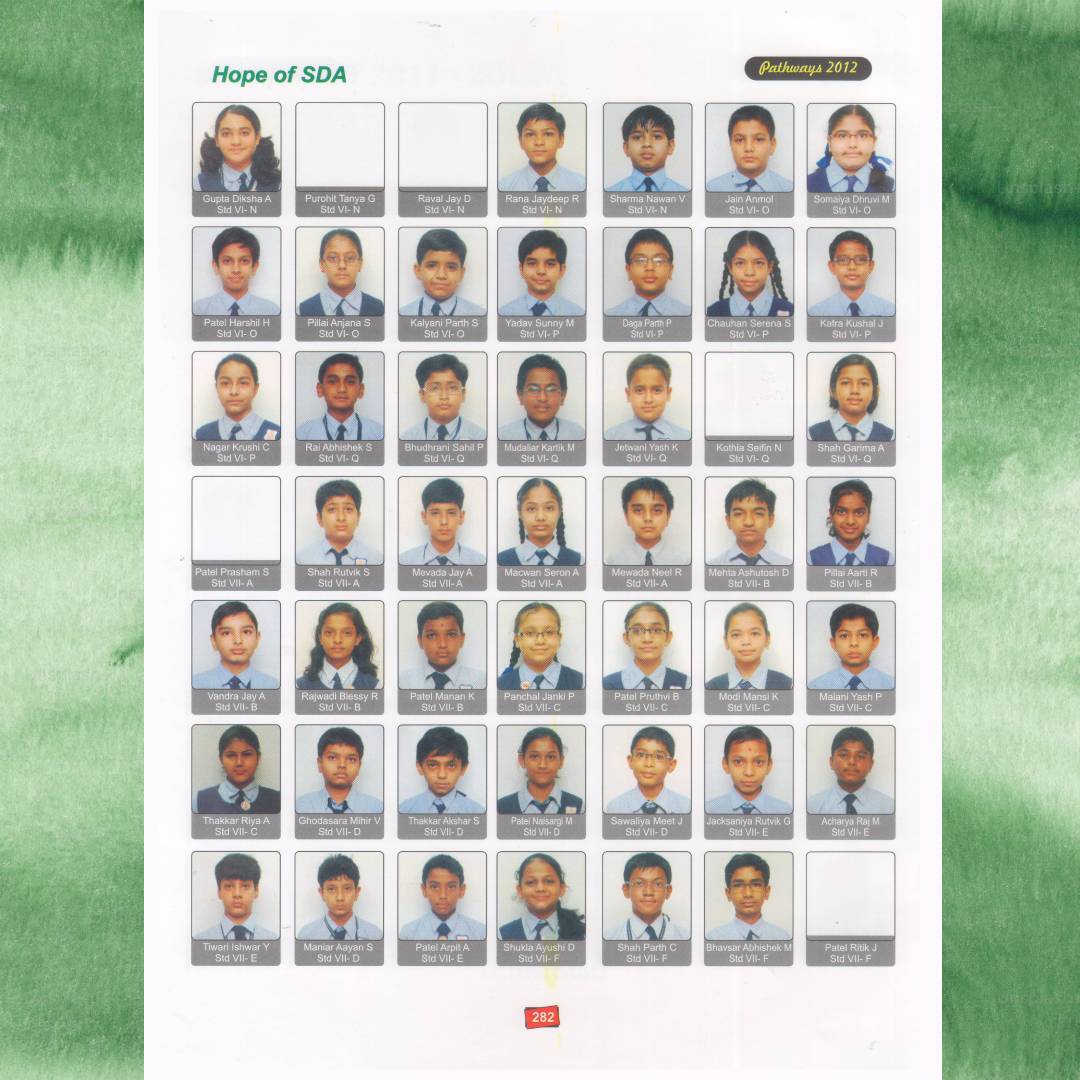 Hope of SDA
Pathways 2012
Gupta Diksha A
Std VI- N
Purohit Tanya G
Std VI- N
Raval Jay D
Std VI- N
Rana Jaydeep R
Std VI- N
Sharma Nawan V
Std VI- N
Jain Anmol
Std VI- O
Somaiya Dhruvi M
Std VI- O
Patel Harshil H
Std VI- O
Pillai Anjana S
Std VI- O
Kalyani Parth S
Std VI- O
Yadav Sunny M
Std VI- P
Daga Parth P
Std VI- P
Chauhan Serena S
Std VI- P
Katra Kushal J
Std VI- P
Nagar Krushi C
Std VI- P
Rai Abhishek S
Std VI- Q
Bhudhrani Sahil P
Std VI- Q
Mudaliar Kartik M
Std VI- Q
Jetwani Yash K
Std VI- Q
Kothia Seifin N
Std VI- Q
Shah Garima A
Std VI- Q
Patel Prasham S
Std VII- A
Shah Rutvik S
Std VII- A
Mevada Jay A
Std VII- A
Macwan Seron A
Std VII- A
Mewada Neel R
Std VII- A
Mehta Ashutosh D
Std VII- B
Pillai Aarti R
Std VII- B
Vandra Jay A
Std VII- B
Rajwadi Blessy R
Std VII- B
Patel Manan K
Std VII- B
Panchal Janki P
Std VII- C
Patel Pruthvi B
Std VII- C
Modi Mansi K
Std VII- C
Malani Yash P
Std VII- C
Thakkar Riya A
Std VII- C
Ghodasara Mihir V
Std VII- D
Thakkar Akshar S
Std VII- D
Patel Naisargi M
Std VII- D
Sawaliya Meet J
Std VII- D
Jacksaniya Rutvik G
Std VII- E
Acharya Raj M
Std VII- E
Tiwari Ishwar Y
Std VII- E
Maniar Aayan S
Std VII- D
Patel Arpit A
Std VII- E
Shukla Ayushi D
Std VII- F
Shah Parth C
Std VII- F
Bhavsar Abhishek M
Std VII- F
Patel Ritik J
Std VII- F
282